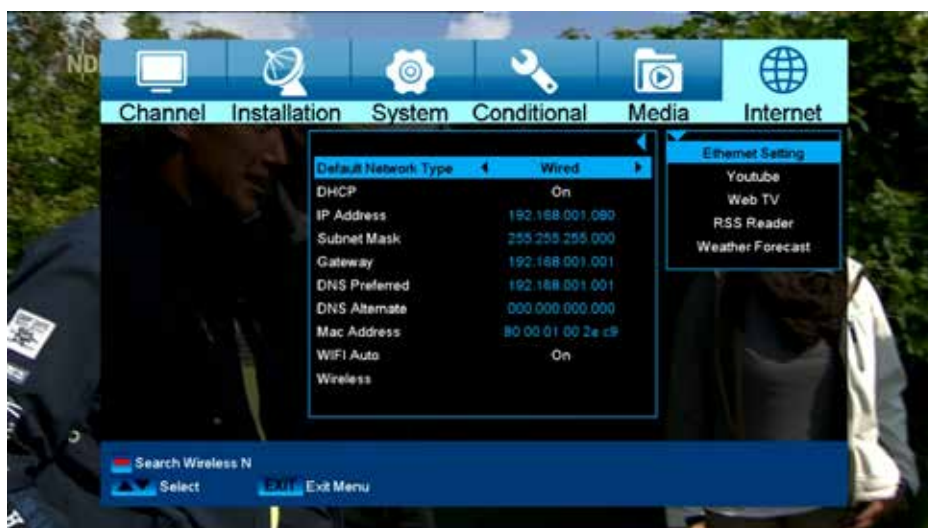 ND
Channel Installation System Conditional Media Internet
Default Network Type Wired
DHCP On
IP Address 192.168.001.080
Subnet Mask 255.255.255.000
Gateway 192.168.001.001
DNS Preferred 192.168.001.001
DNS Alternate 000.000.000.000
Mac Address 80 00 01 00 2e c9
WIFI Auto On
Wireless
Ethernet Setting
Youtube
Web TV
RSS Reader
Weather Forecast
Search Wireless N
Select EXIT Exit Menu